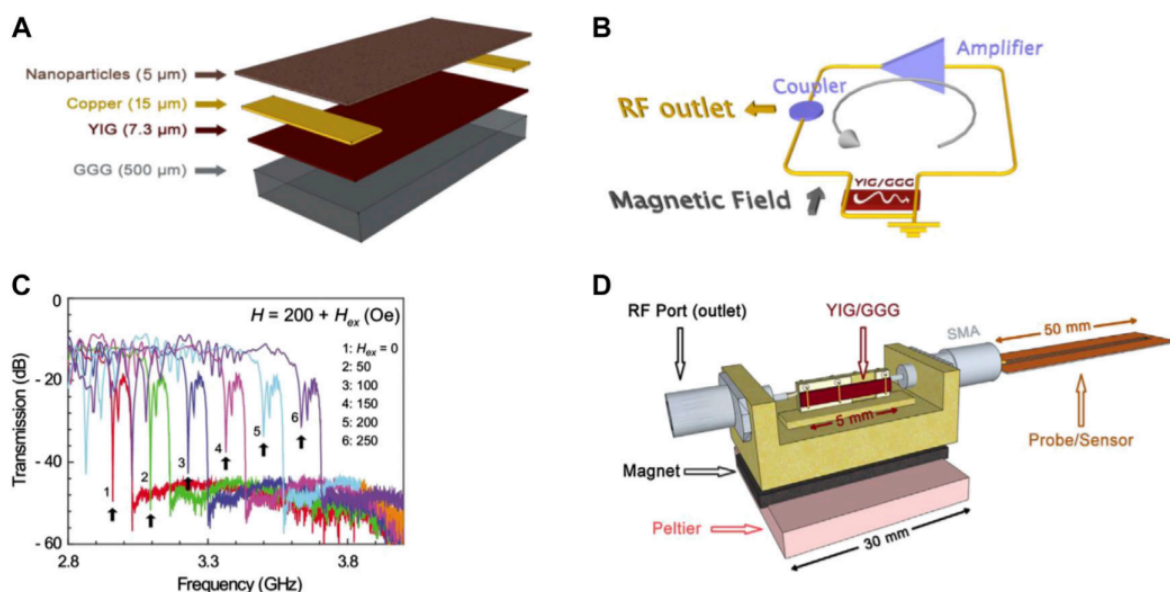 A
Nanoparticles (5 µm)
Copper (15 µm)
YIG (7.3 µm)
GGG (500 µm)
B
Amplifier
Coupler
RF outlet
YIG/GGG
Magnetic Field
C
0
- 20
- 40
- 60
Transmission (dB)
H = 200 + Hex (Oe)
1: Hex = 0
2: 50
3: 100
4: 150
5: 200
6: 250
1
2
3
4
5
6
2.8
3.3
3.8
Frequency (GHz)
D
RF Port (outlet)
YIG/GGG
SMA
50 mm
5 mm
Probe/Sensor
Magnet
Peltier
30 mm